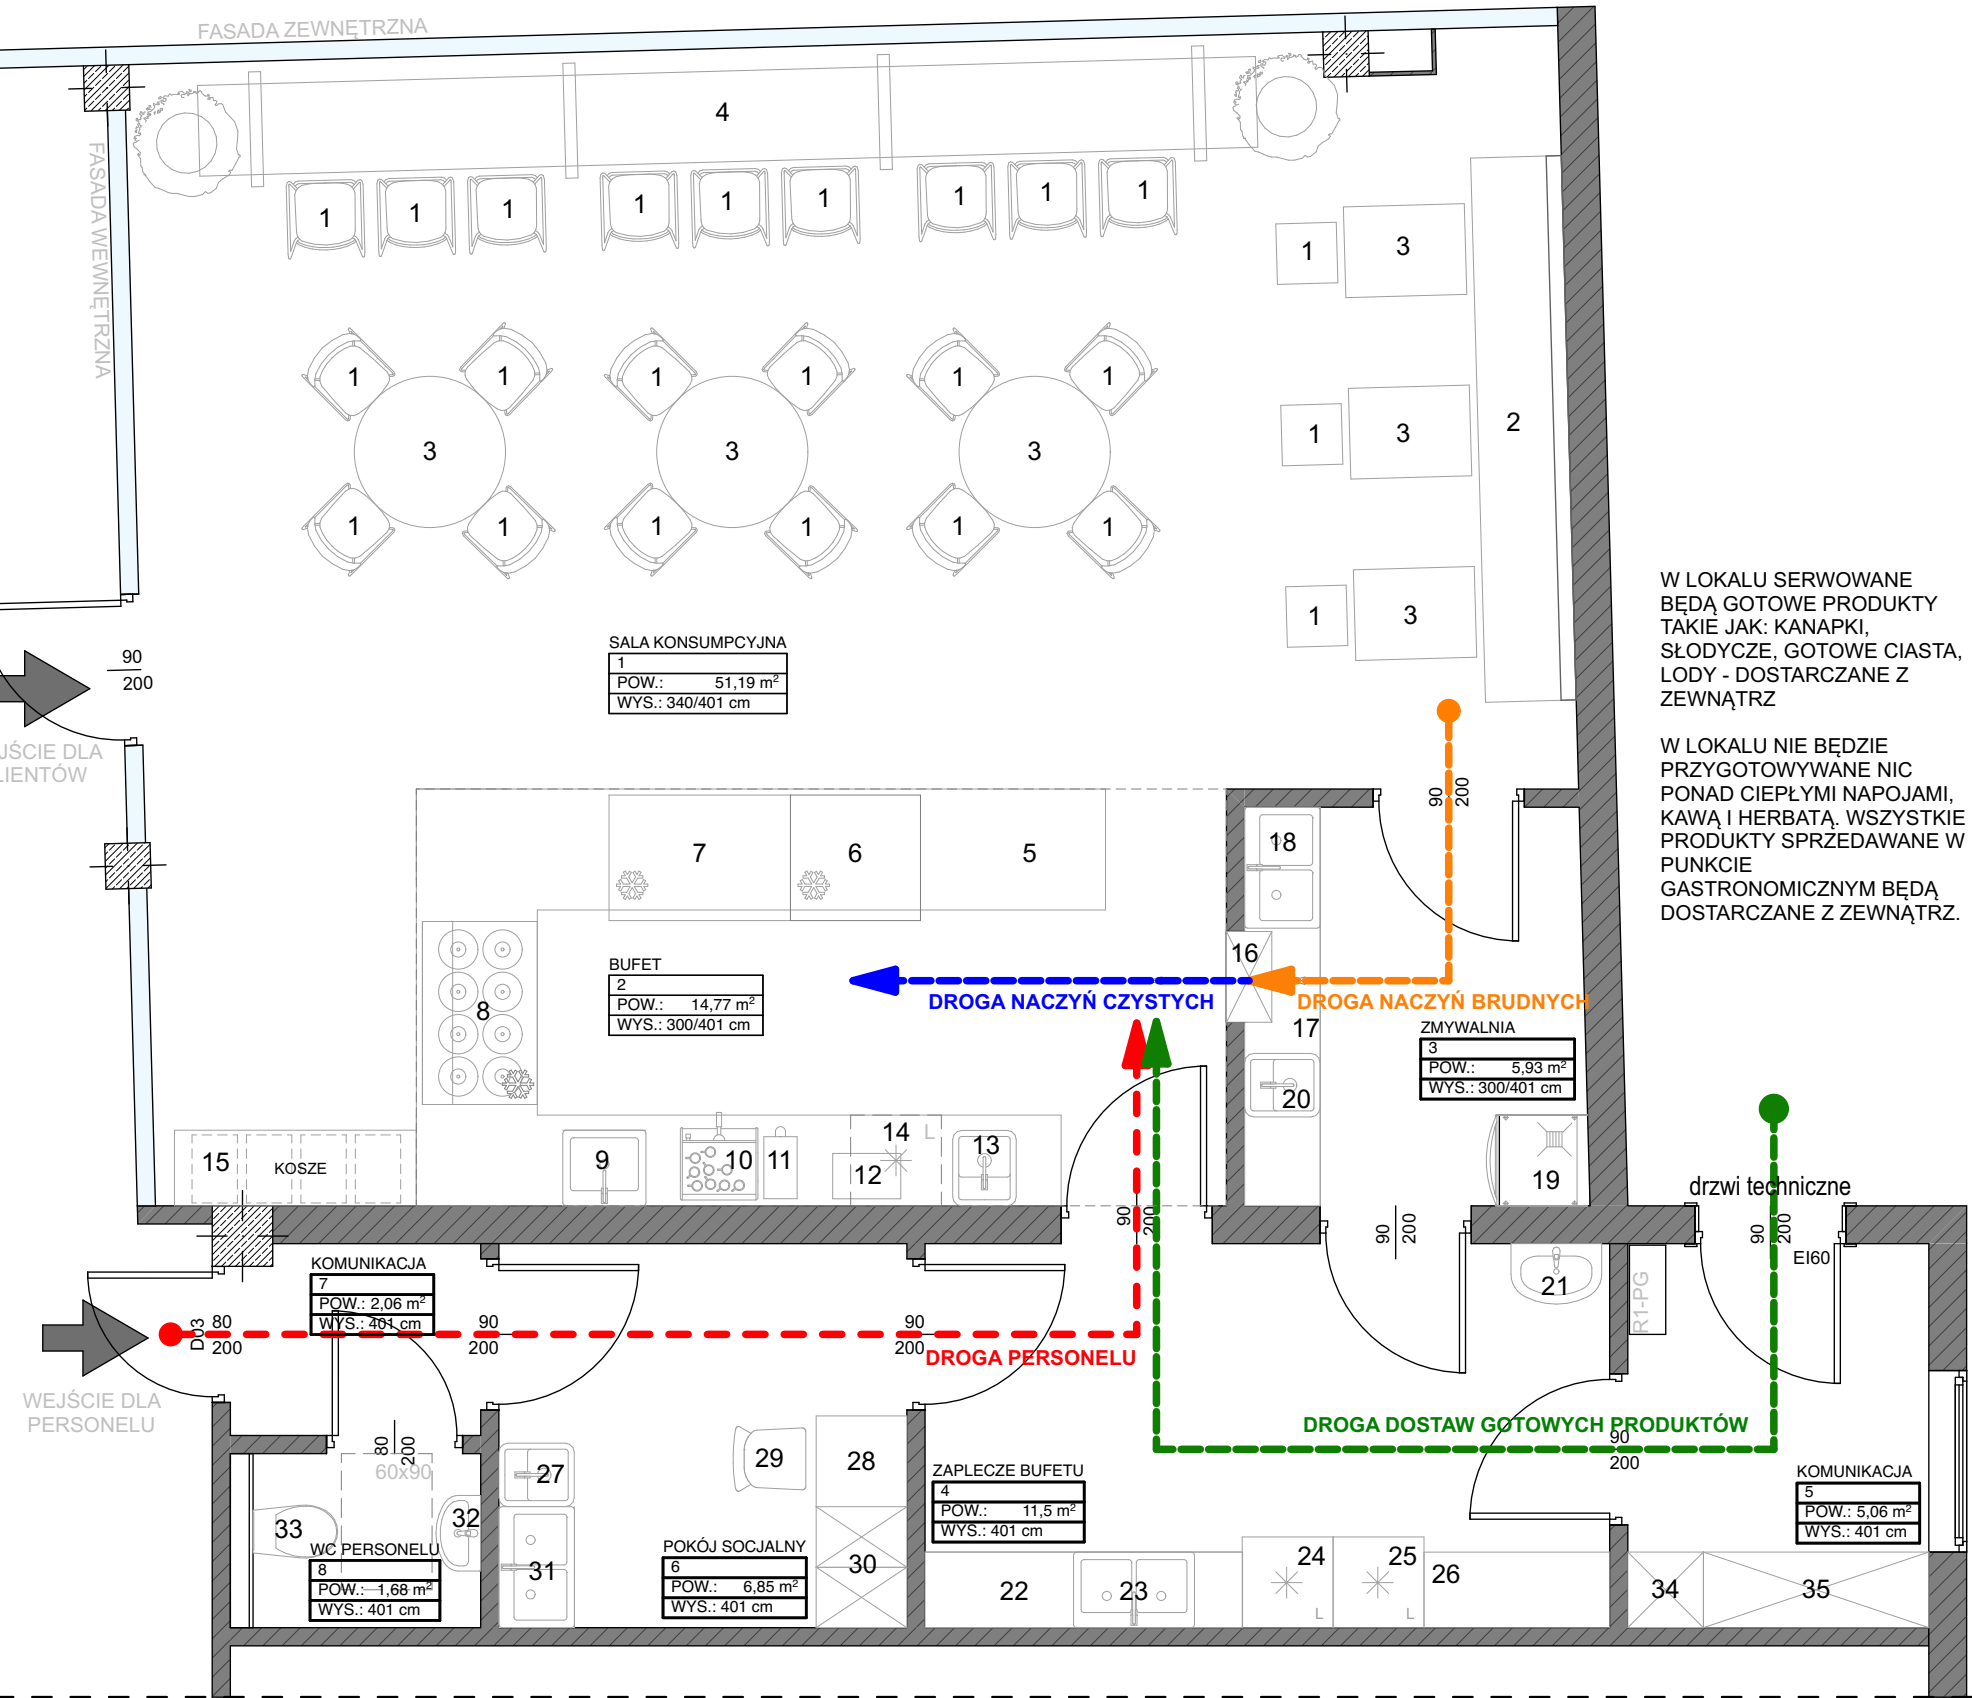 FASADA ZEWNĘTRZNA
FASADA WEWNĘTRZNA
4
1 1 1 1 1 1 1 1 1
1 3
1 1 1 1 1 1
3 3 3
1 3
2
1 1 1 1 1 1
1 3
90
200
JŚCIE DLA
LIENTÓW
SALA KONSUMPCYJNA
1
POW.: 51,19 m²
WYS.: 340/401 cm
W LOKALU SERWOWANE
BĘDĄ GOTOWE PRODUKTY
TAKIE JAK: KANAPKI,
SŁODYCZE, GOTOWE CIASTA,
LODY - DOSTARCZANE Z
ZEWNĄTRZ
W LOKALU NIE BĘDZIE
PRZYGOTOWYWANE NIC
PONAD CIEPŁYMI NAPOJAMI,
KAWĄ I HERBATĄ. WSZYSTKIE
PRODUKTY SPRZEDAWANE W
PUNKCIE
GASTRONOMICZNYM BĘDĄ
DOSTARCZANE Z ZEWNĄTRZ.
90
200
7 6 5
18
16
8
BUFET
2
POW.: 14,77 m²
WYS.: 300/401 cm
DROGA NACZYŃ CZYSTYCH
DROGA NACZYŃ BRUDNYCH
17
ZMYWALNIA
3
POW.: 5,93 m²
WYS.: 300/401 cm
20
15 KOSZE
9 10 11 12 14 L 13
19
drzwi techniczne
90
200
90
200
90
200
EI60
21
R1-PG
KOMUNIKACJA
7
POW.: 2,06 m²
WYS.: 401 cm
D03
80
200
90
200
90
200
DROGA PERSONELU
WEJŚCIE DLA
PERSONELU
DROGA DOSTAW GOTOWYCH PRODUKTÓW
90
200
80
200
60x90
27
29
28
33
32
WC PERSONELU
8
POW.: 1,68 m²
WYS.: 401 cm
31
30
POKÓJ SOCJALNY
6
POW.: 6,85 m²
WYS.: 401 cm
ZAPLECZE BUFETU
4
POW.: 11,5 m²
WYS.: 401 cm
KOMUNIKACJA
5
POW.: 5,06 m²
WYS.: 401 cm
22 23 24 L 25 L 26 34 35